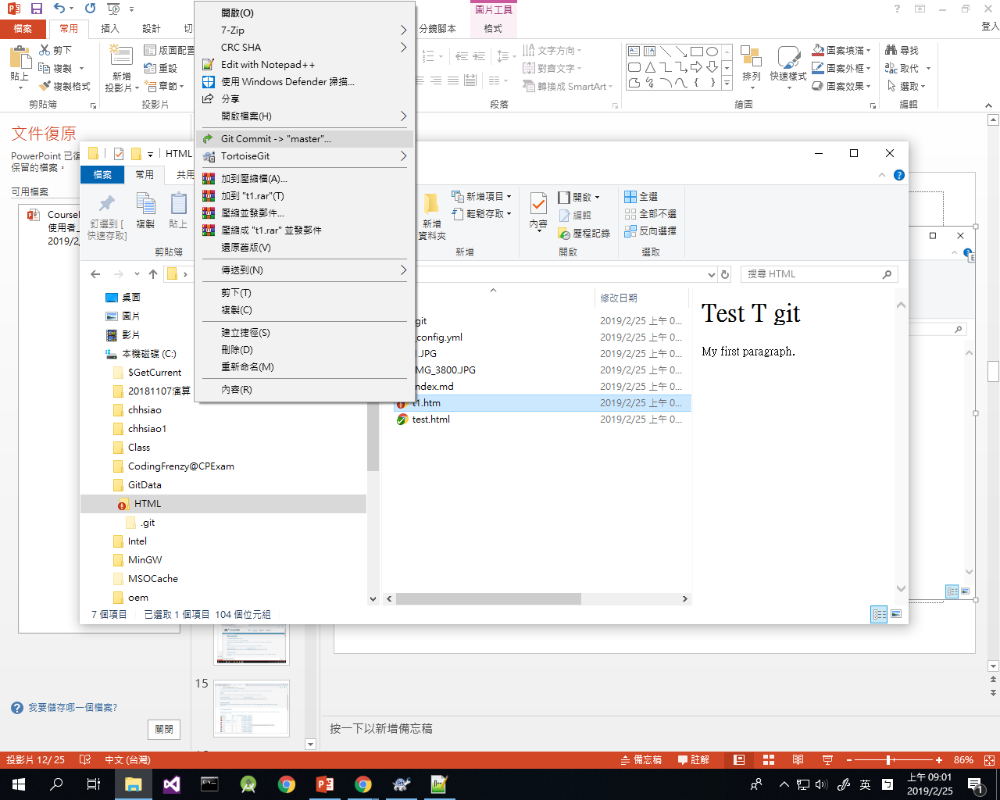 圖片工具
登入
檔案
常用
插入
設計
切
分鏡腳本
格式
貼上
剪下
複製
複製格式
剪貼簿
新增
投影片
版面配置
重設
章節
投影片
文字方向
對齊文字
轉換成 SmartArt
段落
排列
快速樣式
圖案填滿
圖案外框
圖案效果
繪圖
尋找
取代
選取
編輯
文件復原
PowerPoint 已復
保留的檔案。
可用檔案
使用者_
2019/2/
我要儲存哪一個檔案?
關閉
15
開啟(O)
7-Zip
CRC SHA
Edit with Notepad++
使用 Windows Defender 掃描...
分享
開啟檔案(H)
Git Commit -> "master"...
TortoiseGit
加到壓縮檔(A)...
加到 "t1.rar"(T)
壓縮並發郵件...
壓縮成 "t1.rar" 並發郵件
還原舊版(V)
傳送到(N)
剪下(T)
複製(C)
建立捷徑(S)
刪除(D)
重新命名(M)
內容(R)
HTML
檔案
常用
共用
釘選到 [
快速存取]
複製
貼上
剪貼簿
新增
資料夾
新增項目
輕鬆存取
新增
內容
開啟
編輯
歷程記錄
開啟
全選
全部不選
反向選擇
選取
搜尋 HTML
桌面
圖片
影片
本機磁碟 (C:)
$GetCurrent
20181107演算
chhsiao
chhsiao1
Class
CodingFrenzy@CPExam
GitData
HTML
.git
Intel
MinGW
MSOCache
oem
修改日期
git 2019/2/25 上午 0...
_config.yml 2019/2/25 上午 0...
.JPG 2019/2/25 上午 0...
MG_3800.JPG 2019/2/25 上午 0...
ndex.md 2019/2/25 上午 0...
t1.htm 2019/2/25 上午 0...
test.html 2019/2/25 上午 0...
Test T git
My first paragraph.
7 個項目
已選取 1 個項目 104 個位元組
按一下以新增備忘稿
投影片 12/ 25
中文 (台灣)
備忘稿
註解
86%
英
上午 09:01
2019/2/25
1